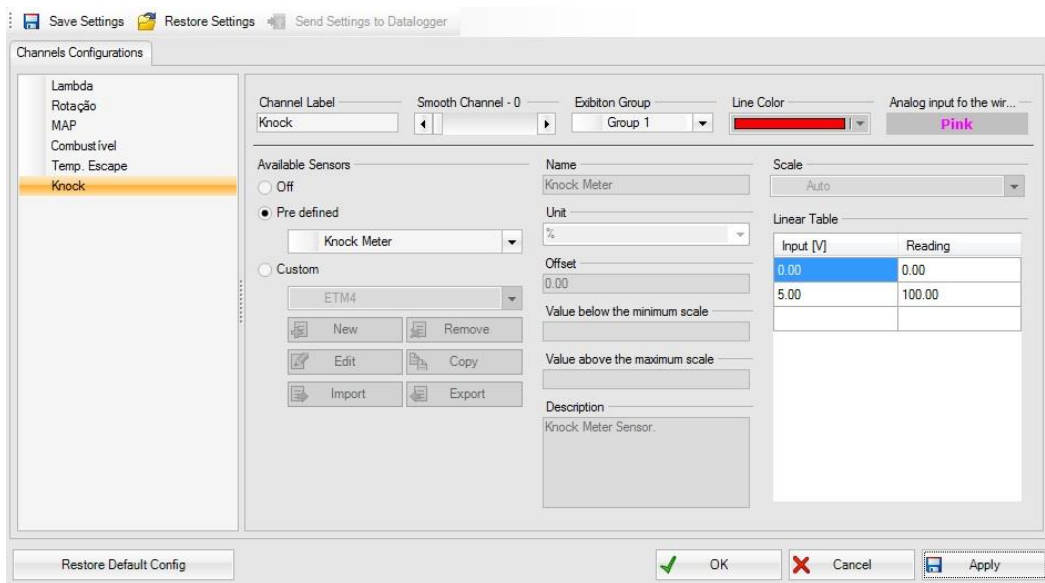 Save Settings Restore Settings Send Settings to Datalogger
Channels Configurations
Lambda
Rotação
MAP
Combustível
Temp. Escape
Knock
Channel Label Smooth Channel - 0 Exibiton Group Line Color Analog input fo the wir...
Knock Group 1 Pink
Available Sensors
Off
Pre defined
Knock Meter
Custom
ETM4
New Remove
Edit Copy
Import Export
Name
Knock Meter
Unit
%
Offset
0.00
Value below the minimum scale
Value above the maximum scale
Description
Knock Meter Sensor.
Scale
Auto
Linear Table
Input [V] Reading
0.00 0.00
5.00 100.00
Restore Default Config OK Cancel Apply